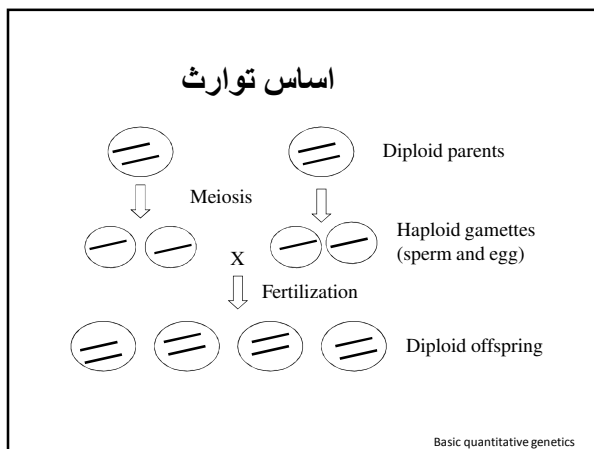 اساس توارث
Diploid parents
Meiosis
Haploid gamettes
(sperm and egg)
X
Fertilization
Diploid offspring
Basic quantitative genetics